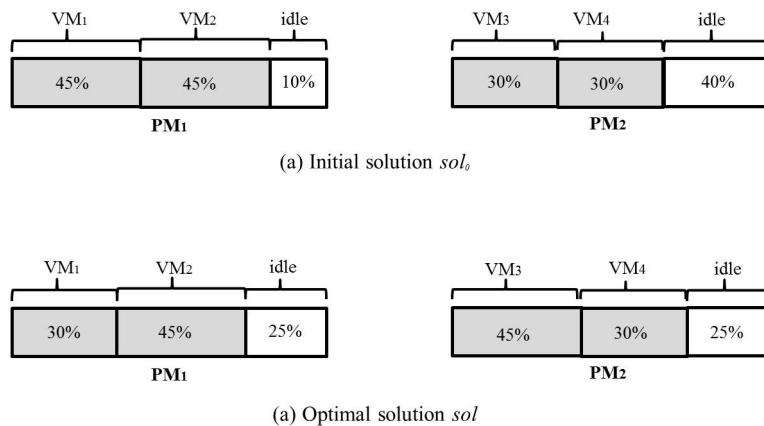 VM1 VM2 idle VM3 VM4 idle
45% 45% 10% 30% 30% 40%
PM1 PM2
(a) Initial solution sol0
VM1 VM2 idle VM3 VM4 idle
30% 45% 25% 45% 30% 25%
PM1 PM2
(a) Optimal solution sol